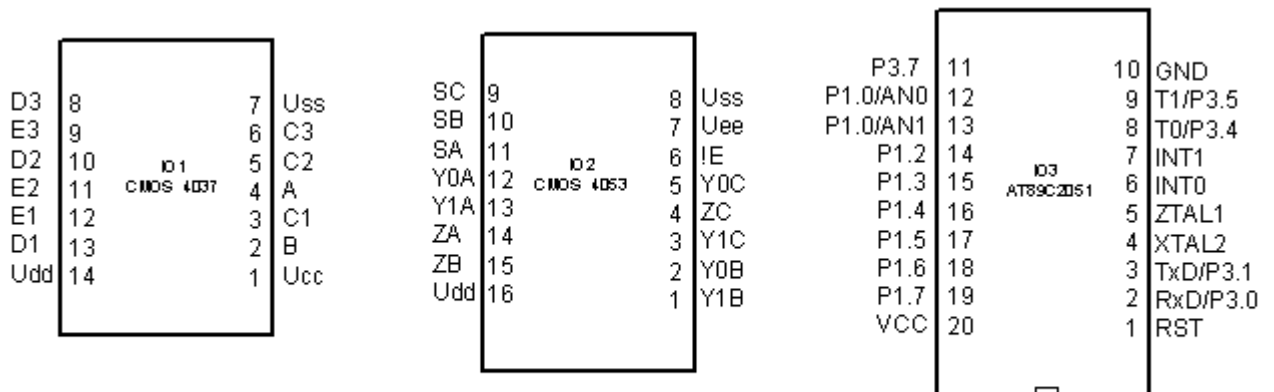 D3 8 7 Uss
E3 9 6 C3
D2 10 5 C2
E2 11 4 A
E1 12 3 C1
D1 13 2 B
Udd 14 1 Ucc
IO1
CMOS 4037
SC 9 8 Uss
SB 10 7 Uee
SA 11 6 !E
Y0A 12 5 Y0C
Y1A 13 4 ZC
ZA 14 3 Y1C
ZB 15 2 Y0B
Udd 16 1 Y1B
IO2
CMOS 4053
P3.7 11 10 GND
P1.0/AN0 12 9 T1/P3.5
P1.0/AN1 13 8 T0/P3.4
P1.2 14 7 INT1
P1.3 15 6 INT0
P1.4 16 5 ZTAL1
P1.5 17 4 XTAL2
P1.6 18 3 TxD/P3.1
P1.7 19 2 RxD/P3.0
VCC 20 1 RST
IO3
AT89C2051